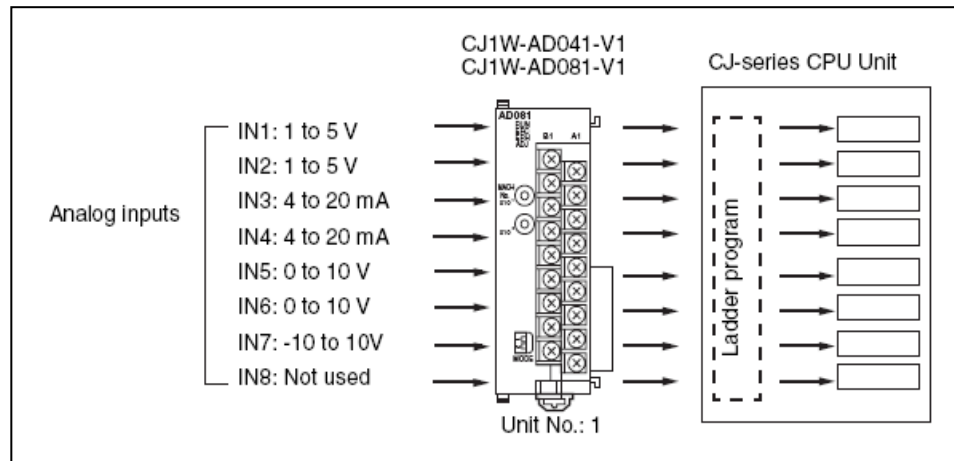 CJ1W-AD041-V1
CJ1W-AD081-V1
CJ-series CPU Unit
AD081
B1 A1
Analog inputs
IN1: 1 to 5 V
IN2: 1 to 5 V
IN3: 4 to 20 mA
IN4: 4 to 20 mA
IN5: 0 to 10 V
IN6: 0 to 10 V
IN7: -10 to 10V
IN8: Not used
MACH
No.
MODE
Ladder program
Unit No.: 1